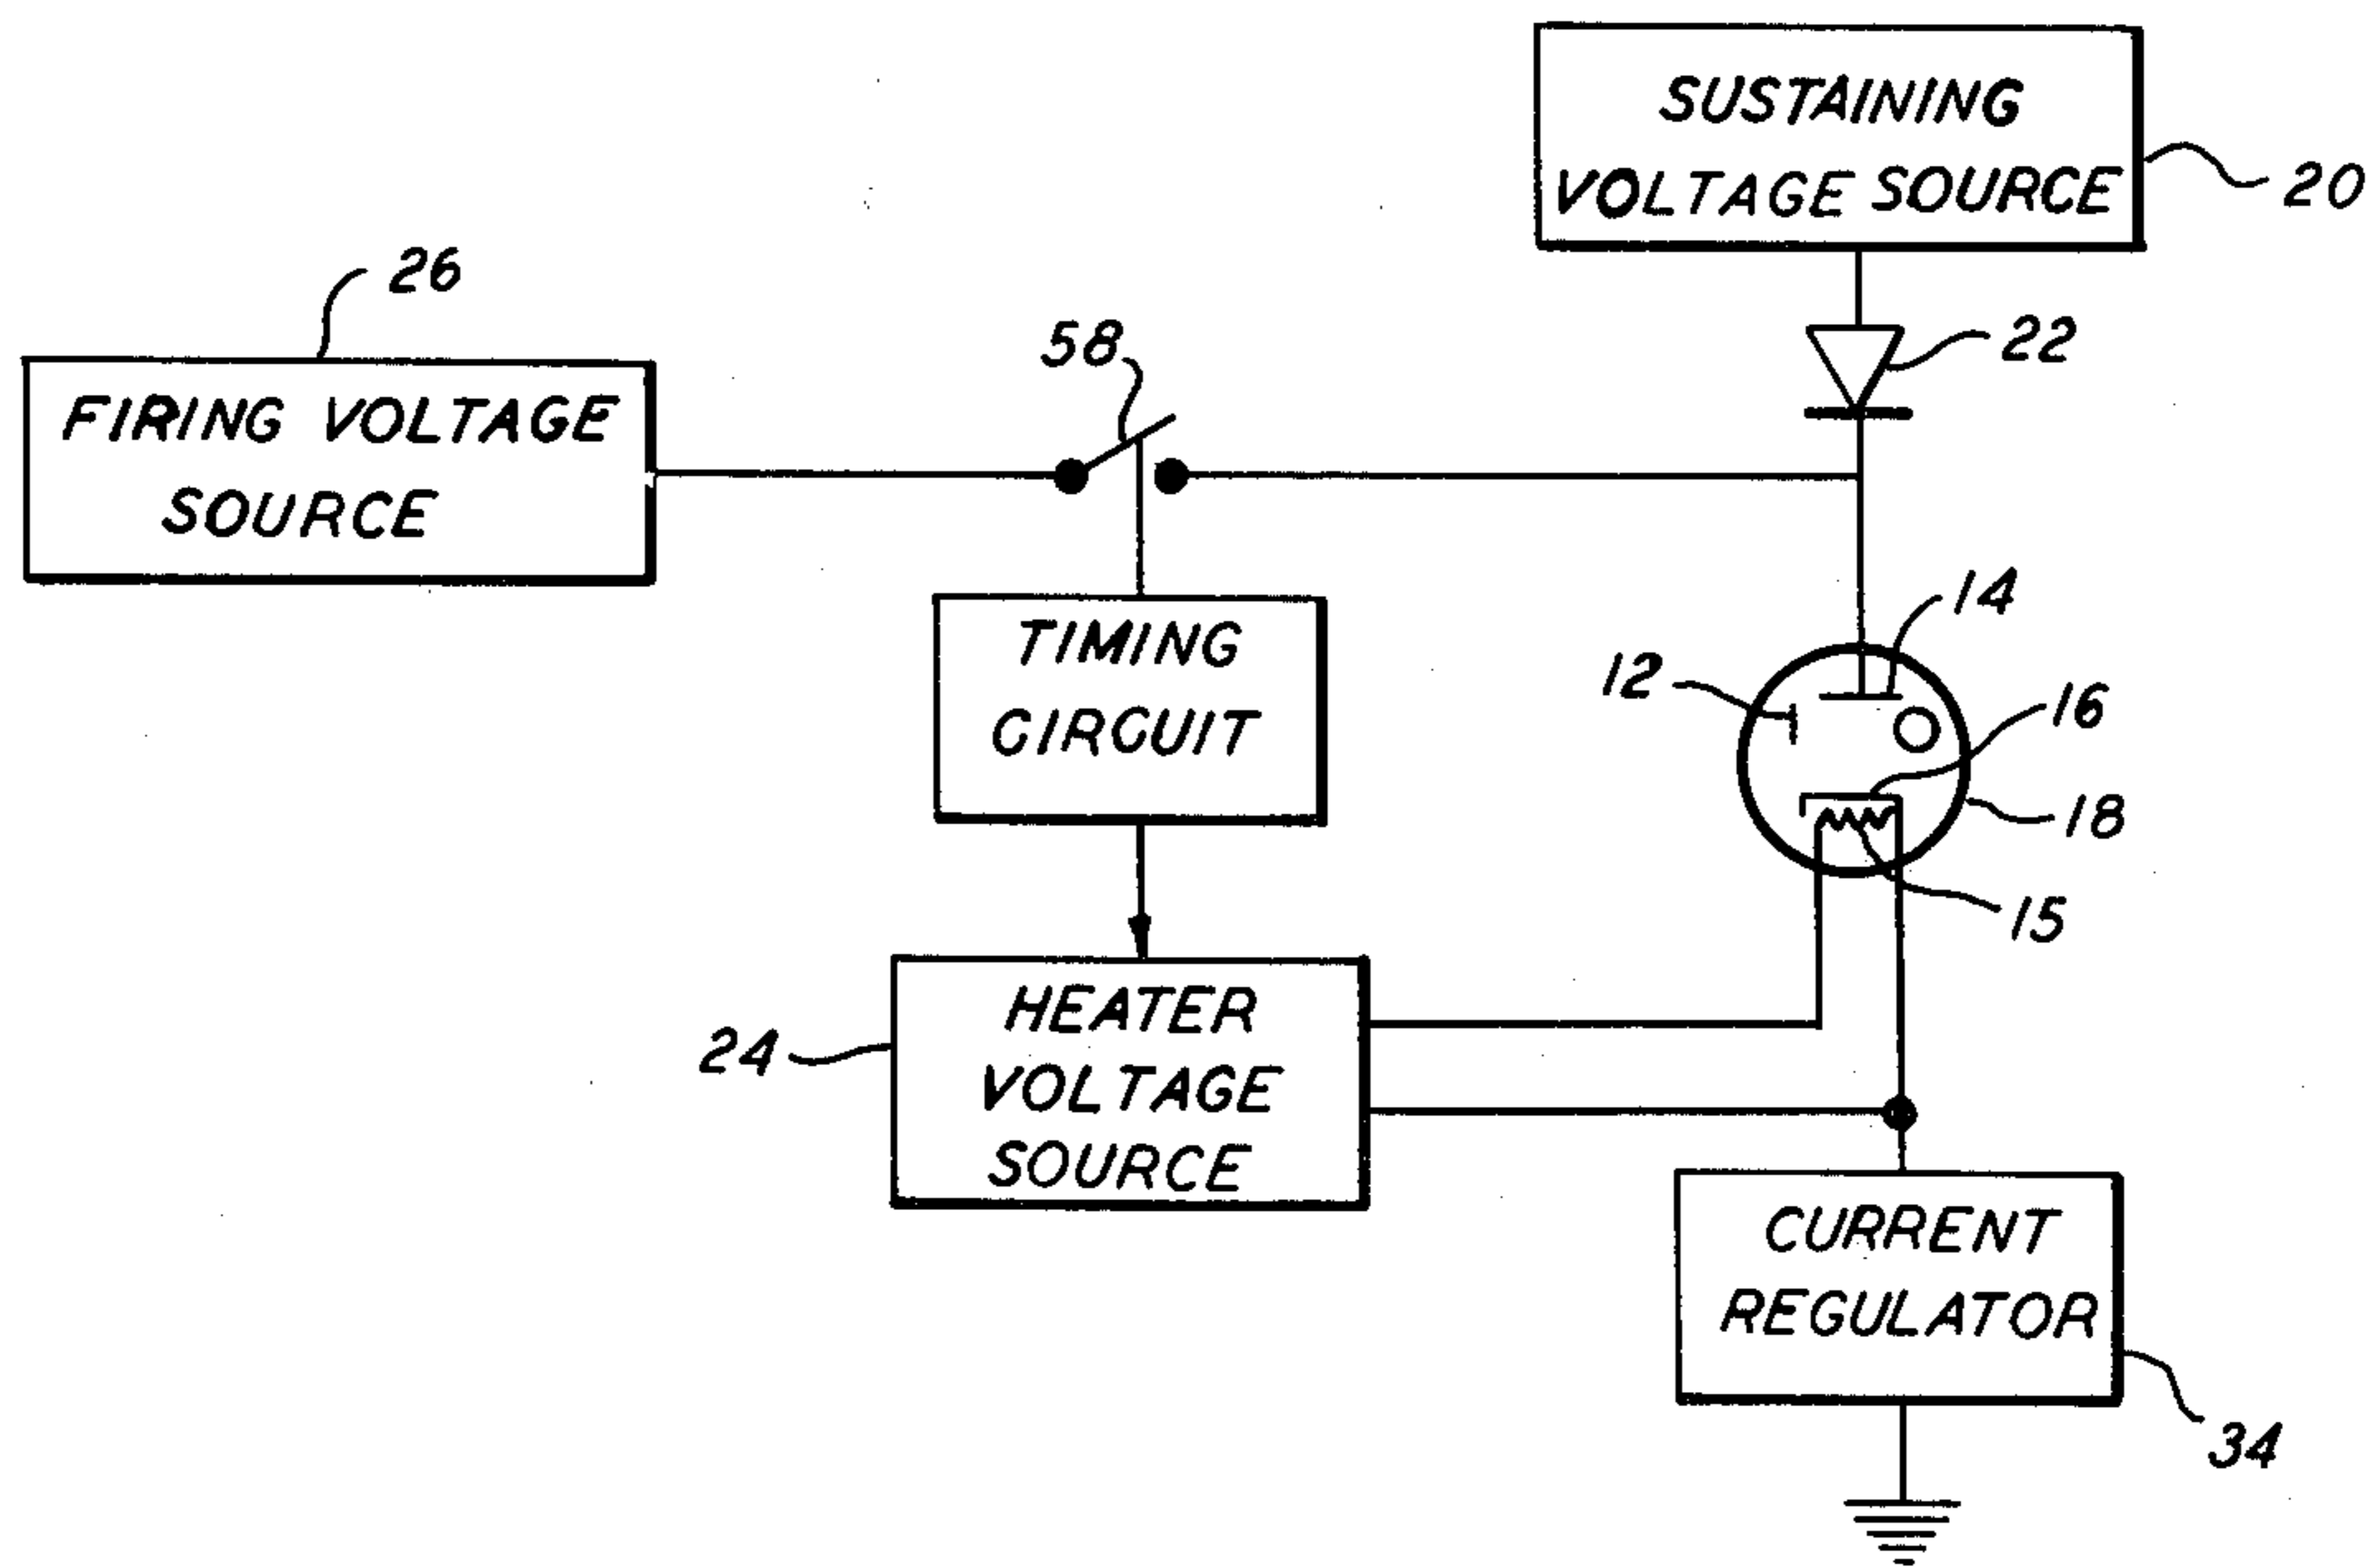 SUSTAINING
VOLTAGE SOURCE
20
26
58
22
FIRING VOLTAGE
SOURCE
14
TIMING
CIRCUIT
12
16
18
15
HEATER
VOLTAGE
SOURCE
24
CURRENT
REGULATOR
34